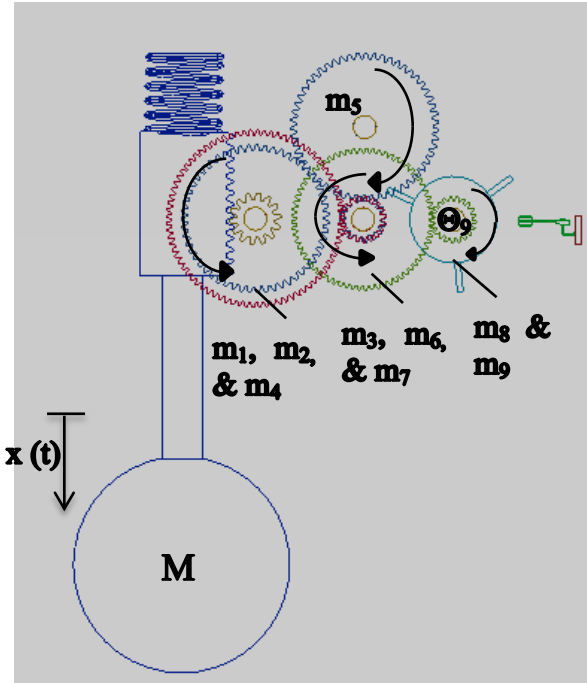 m₅
Θ₉
m₁, m₂,
& m₄
m₃, m₆,
& m₇
m₈ &
m₉
x (t)
M